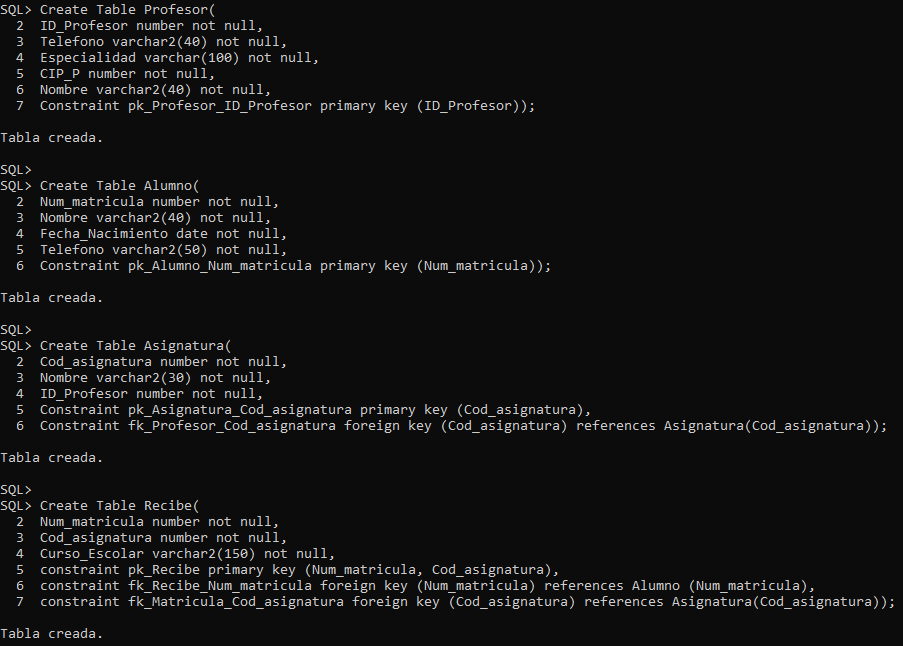 SQL> Create Table Profesor(
  2  ID_Profesor number not null,
  3  Telefono varchar2(40) not null,
  4  Especialidad varchar(100) not null,
  5  CIP_P number not null,
  6  Nombre varchar2(40) not null,
  7  Constraint pk_Profesor_ID_Profesor primary key (ID_Profesor));
Tabla creada.
SQL>
SQL> Create Table Alumno(
  2  Num_matricula number not null,
  3  Nombre varchar2(40) not null,
  4  Fecha_Nacimiento date not null,
  5  Telefono varchar2(50) not null,
  6  Constraint pk_Alumno_Num_matricula primary key (Num_matricula));
Tabla creada.
SQL>
SQL> Create Table Asignatura(
  2  Cod_asignatura number not null,
  3  Nombre varchar2(30) not null,
  4  ID_Profesor number not null,
  5  Constraint pk_Asignatura_Cod_asignatura primary key (Cod_asignatura),
  6  Constraint fk_Profesor_Cod_asignatura foreign key (Cod_asignatura) references Asignatura(Cod_asignatura));
Tabla creada.
SQL>
SQL> Create Table Recibe(
  2  Num_matricula number not null,
  3  Cod_asignatura number not null,
  4  Curso_Escolar varchar2(150) not null,
  5  constraint pk_Recibe primary key (Num_matricula, Cod_asignatura),
  6  constraint fk_Recibe_Num_matricula foreign key (Num_matricula) references Alumno (Num_matricula),
  7  constraint fk_Matricula_Cod_asignatura foreign key (Cod_asignatura) references Asignatura(Cod_asignatura));
Tabla creada.